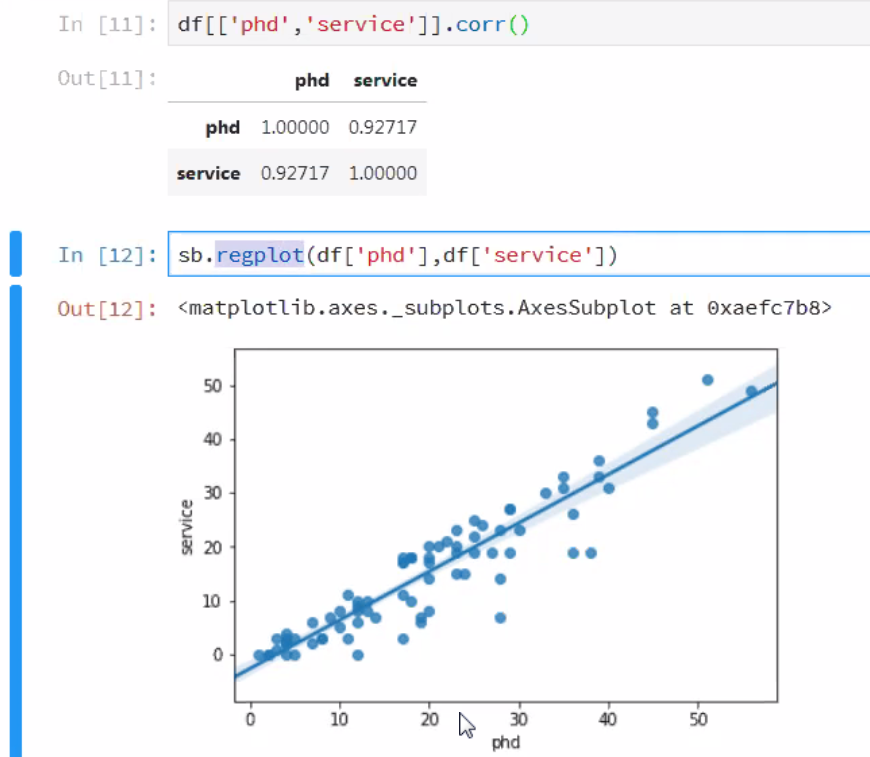 In [11]: df[['phd','service']].corr()
Out[11]:
phd service
phd 1.00000 0.92717
service 0.92717 1.00000
In [12]: sb.regplot(df['phd'],df['service'])
Out[12]: <matplotlib.axes._subplots.AxesSubplot at 0xaefc7b8>
50
40
30
20
10
0
service
0 10 20 30 40 50
phd